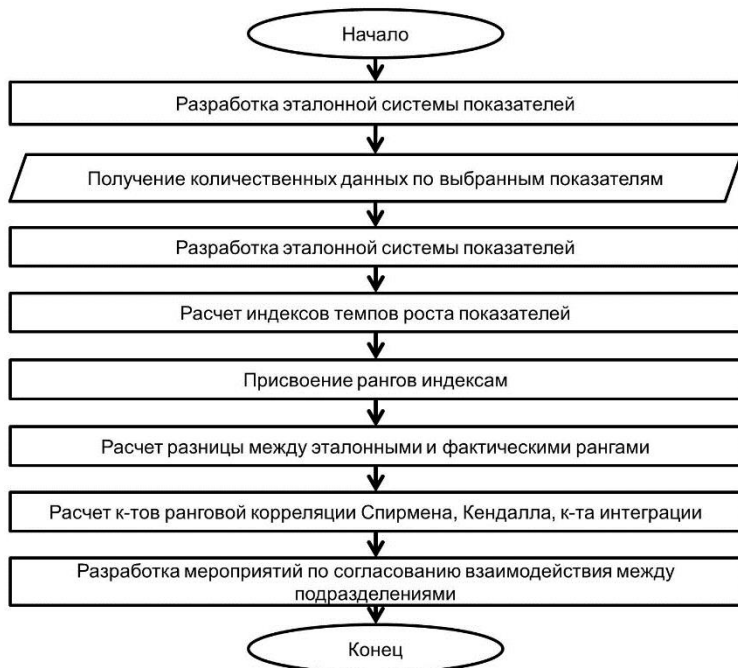 Начало
Разработка эталонной системы показателей
Получение количественных данных по выбранным показателям
Разработка эталонной системы показателей
Расчет индексов темпов роста показателей
Присвоение рангов индексам
Расчет разницы между эталонными и фактическими рангами
Расчет к-тов ранговой корреляции Спирмена, Кендалла, к-та интеграции
Разработка мероприятий по согласованию взаимодействия между
подразделениями
Конец